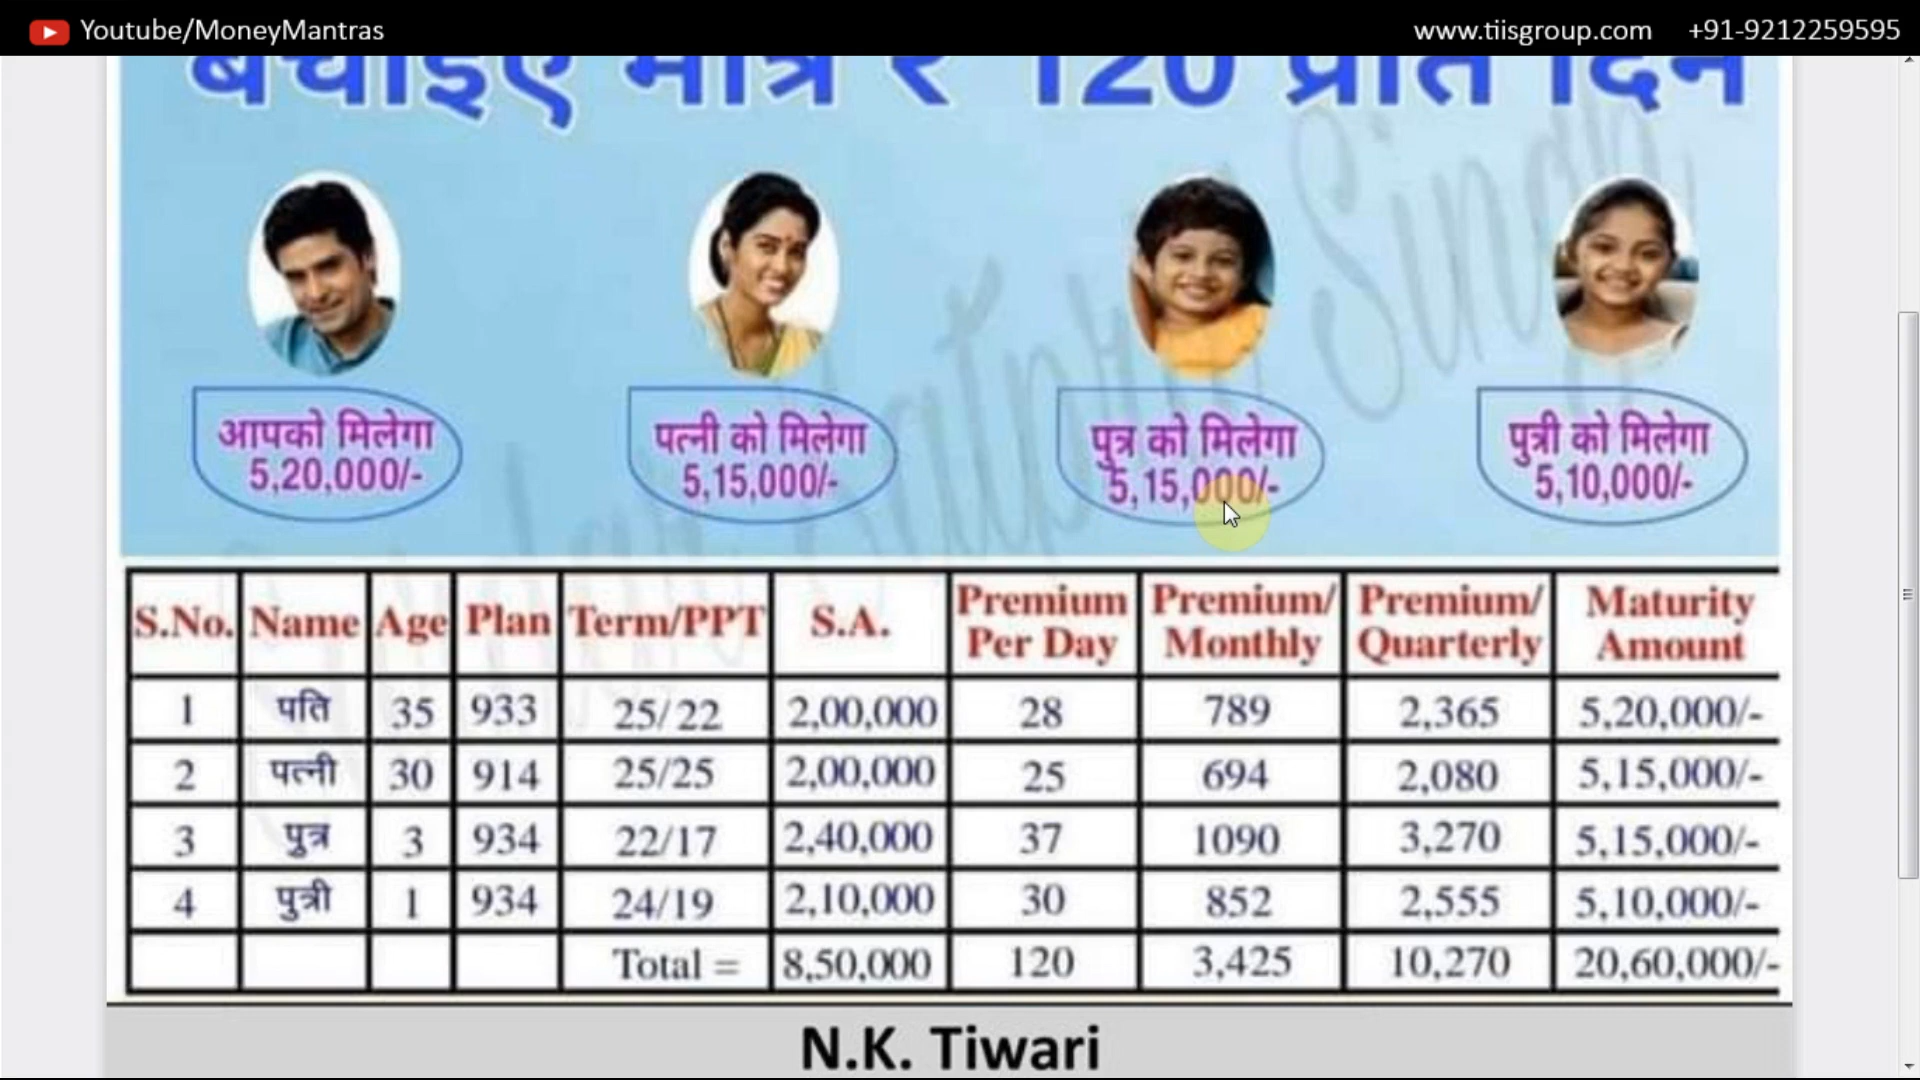 Youtube/MoneyMantras
www.tiisgroup.com +91-9212259595
बचाइए मात्र ₹ 120 प्रति दिन
आपको मिलेगा
5,20,000/-
पत्नी को मिलेगा
5,15,000/-
पुत्र को मिलेगा
5,15,000/-
पुत्री को मिलेगा
5,10,000/-
S.No. Name Age Plan Term/PPT S.A. Premium Per Day Premium/ Monthly Premium/ Quarterly Maturity Amount
1 पति 35 933 25/22 2,00,000 28 789 2,365 5,20,000/-
2 पत्नी 30 914 25/25 2,00,000 25 694 2,080 5,15,000/-
3 पुत्र 3 934 22/17 2,40,000 37 1090 3,270 5,15,000/-
4 पुत्री 1 934 24/19 2,10,000 30 852 2,555 5,10,000/-
Total = 8,50,000 120 3,425 10,270 20,60,000/-
N.K. Tiwari